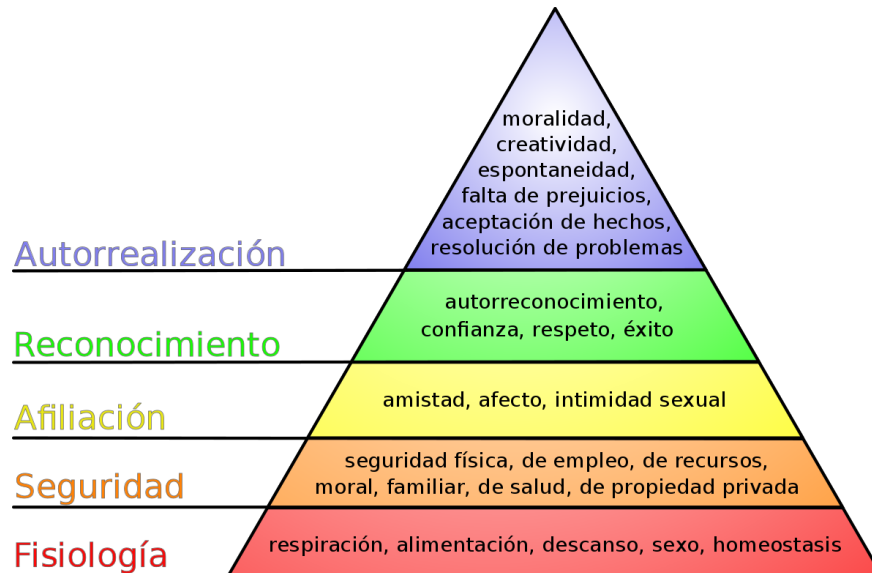 moralidad,
creatividad,
espontaneidad,
falta de prejuicios,
aceptación de hechos,
resolución de problemas
Autorrealización
autorreconocimiento,
confianza, respeto, éxito
Reconocimiento
amistad, afecto, intimidad sexual
Afiliación
seguridad física, de empleo, de recursos,
moral, familiar, de salud, de propiedad privada
Seguridad
respiración, alimentación, descanso, sexo, homeostasis
Fisiología